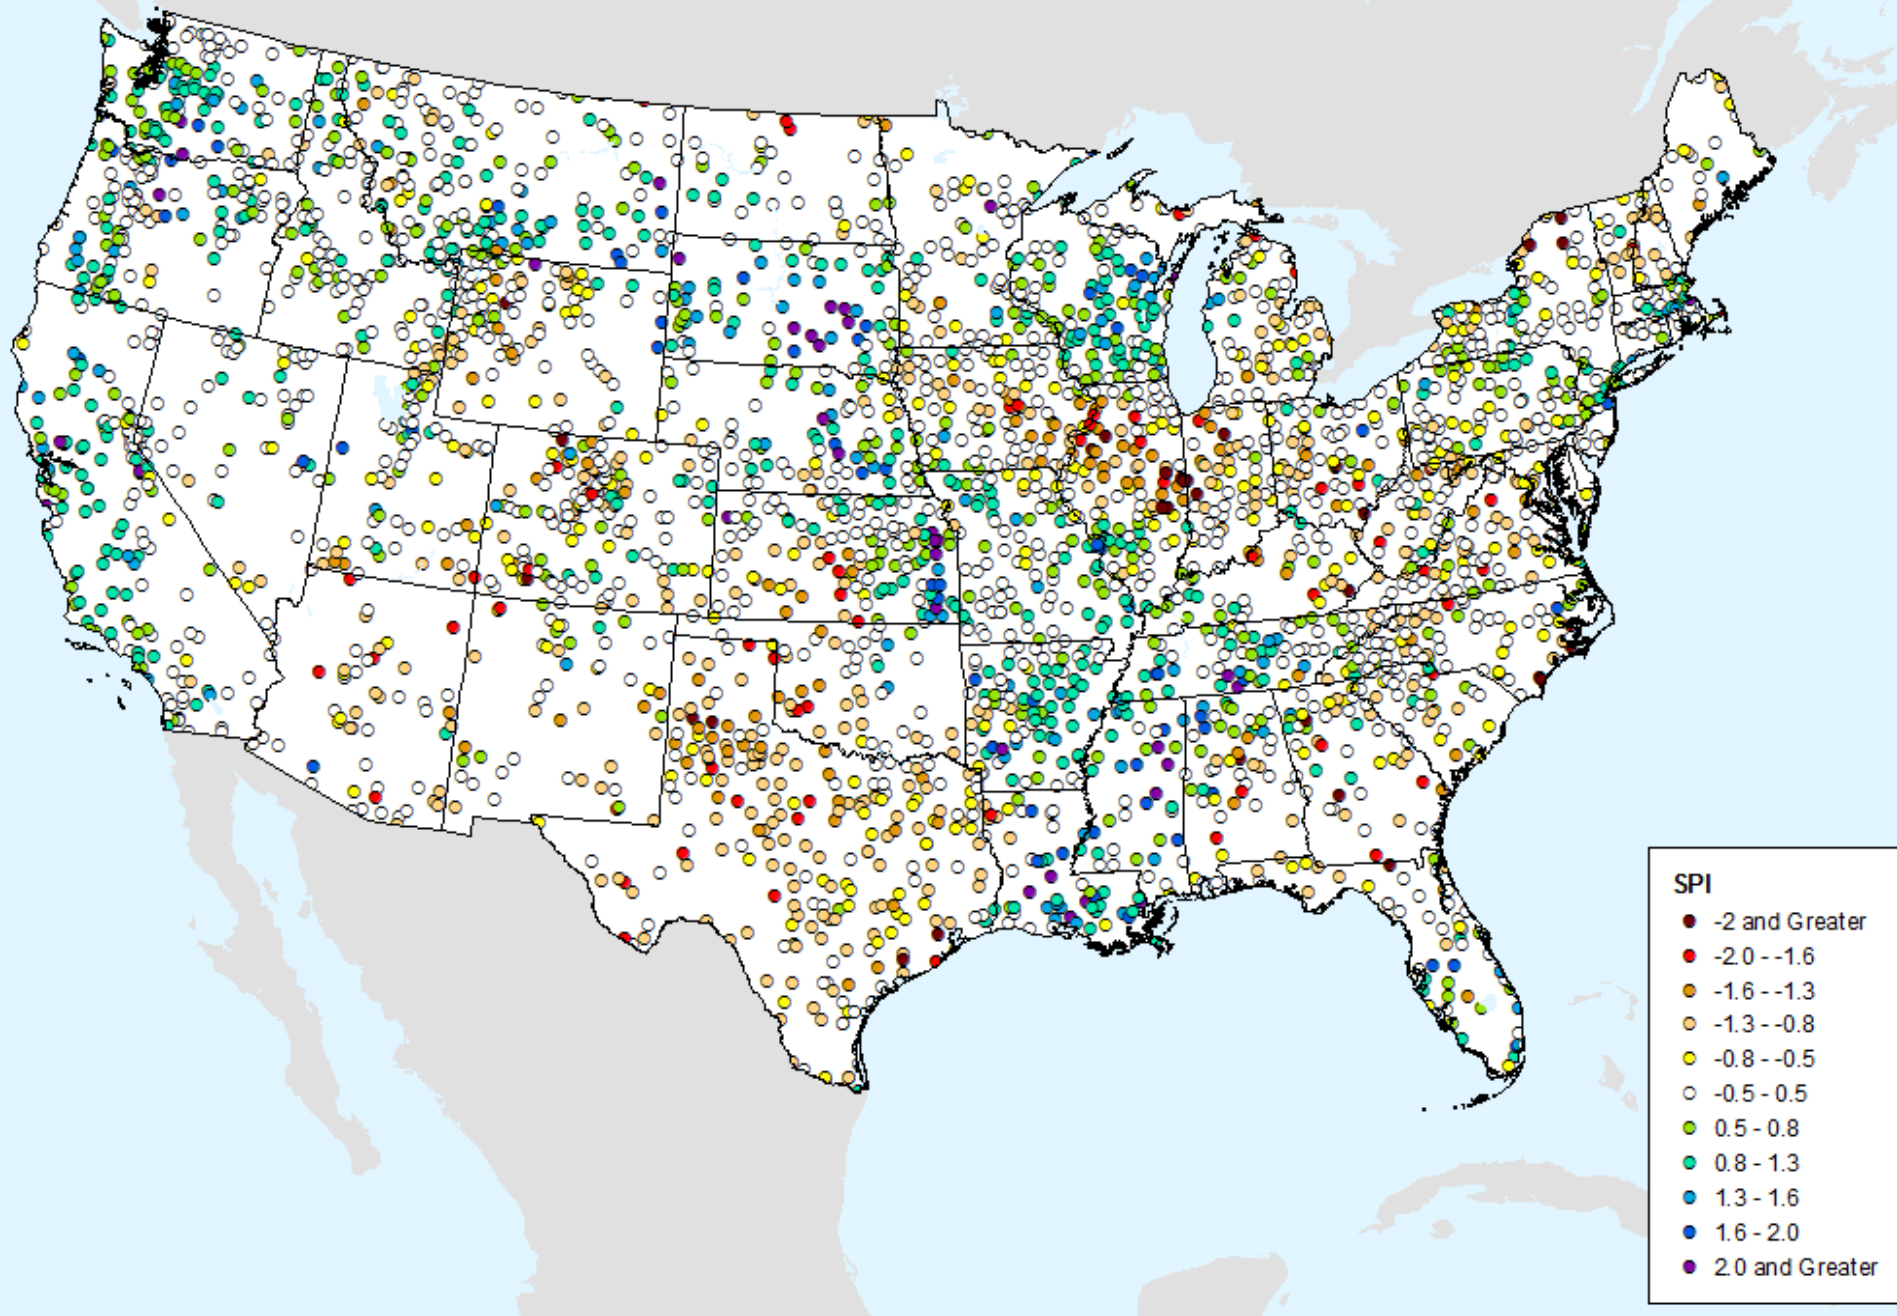 SPI
-2 and Greater
-2.0 - -1.6
-1.6 - -1.3
-1.3 - -0.8
-0.8 - -0.5
-0.5 - 0.5
0.5 - 0.8
0.8 - 1.3
1.3 - 1.6
1.6 - 2.0
2.0 and Greater